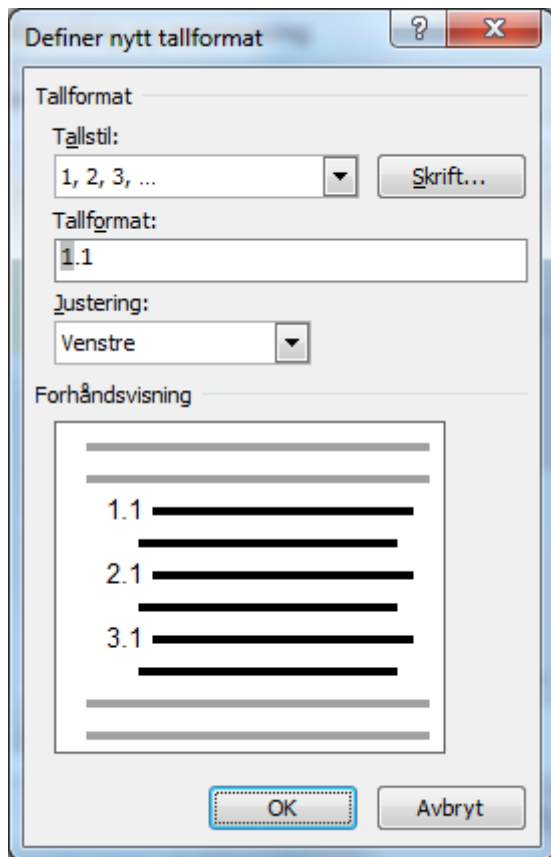 Definer nytt tallformat
Tallformat
Tallstil:
1, 2, 3, ...
Skrift...
Tallformat:
1.1
Justering:
Venstre
Forhåndsvisning
1.1
2.1
3.1
OK
Avbryt